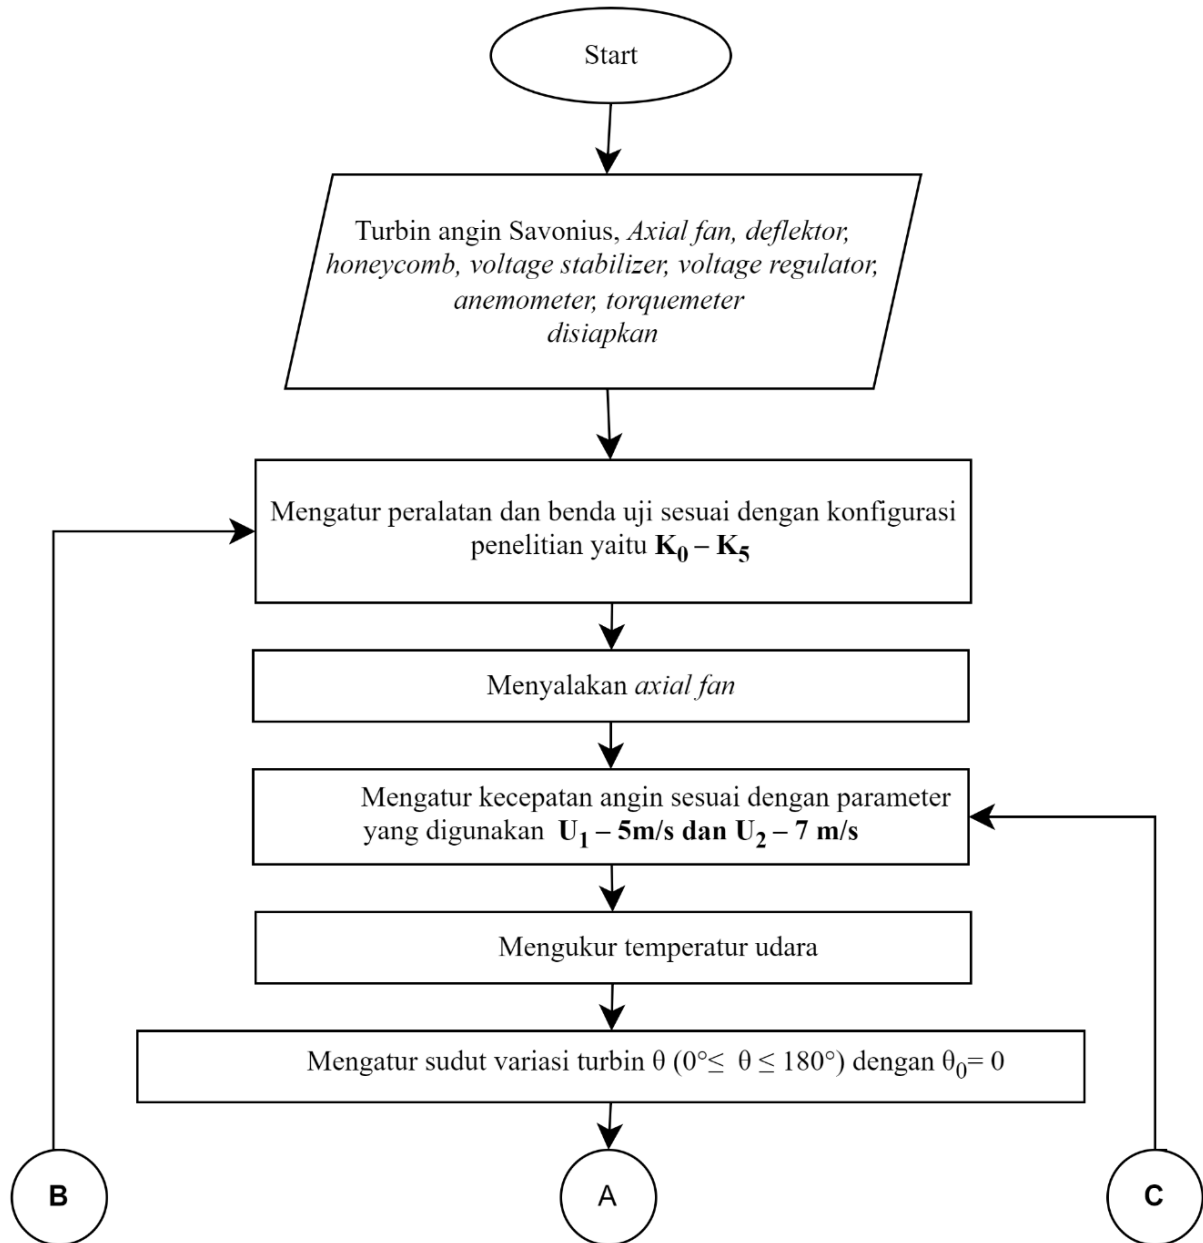 Start
Turbin angin Savonius, Axial fan, deflektor,
honeycomb, voltage stabilizer, voltage regulator,
anemometer, torquemeter
disiapkan
Mengatur peralatan dan benda uji sesuai dengan konfigurasi
penelitian yaitu K₀ – K₅
Menyalakan axial fan
Mengatur kecepatan angin sesuai dengan parameter
yang digunakan U₁ – 5m/s dan U₂ – 7 m/s
Mengukur temperatur udara
Mengatur sudut variasi turbin θ (0°≤ θ ≤ 180°) dengan θ₀= 0
B
A
C